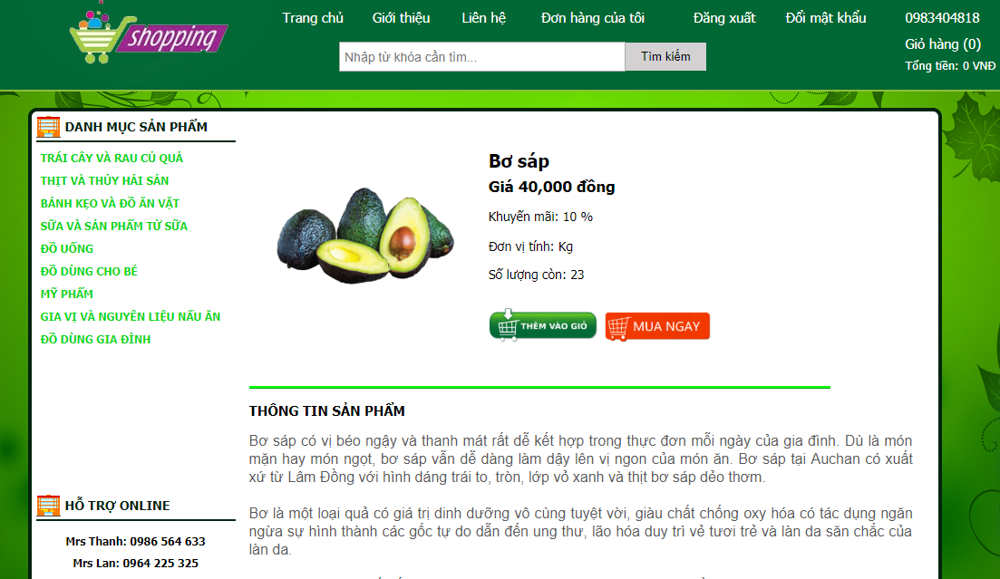 shopping
Trang chủ Giới thiệu Liên hệ Đơn hàng của tôi Đăng xuất Đổi mật khẩu 0983404818
Nhập từ khóa cần tìm... Tìm kiếm
Giỏ hàng (0)
Tổng tiền: 0 VNĐ
DANH MỤC SẢN PHẨM
TRÁI CÂY VÀ RAU CỦ QUẢ
THỊT VÀ THỦY HẢI SẢN
BÁNH KẸO VÀ ĐỒ ĂN VẶT
SỮA VÀ SẢN PHẨM TỪ SỮA
ĐỒ UỐNG
ĐỒ DÙNG CHO BÉ
MỸ PHẨM
GIA VỊ VÀ NGUYÊN LIỆU NẤU ĂN
ĐỒ DÙNG GIA ĐÌNH
HỖ TRỢ ONLINE
Mrs Thanh: 0986 564 633
Mrs Lan: 0964 225 325
Bơ sáp
Giá 40,000 đồng
Khuyến mãi: 10 %
Đơn vị tính: Kg
Số lượng còn: 23
THÊM VÀO GIỎ MUA NGAY
THÔNG TIN SẢN PHẨM
Bơ sáp có vị béo ngậy và thanh mát rất dễ kết hợp trong thực đơn mỗi ngày của gia đình. Dù là món
mặn hay món ngọt, bơ sáp vẫn dễ dàng làm dậy lên vị ngon của món ăn. Bơ sáp tại Auchan có xuất
xứ từ Lâm Đồng với hình dáng trái to, tròn, lớp vỏ xanh và thịt bơ sáp dẻo thơm.
Bơ là một loại quả có giá trị dinh dưỡng vô cùng tuyệt vời, giàu chất chống oxy hóa có tác dụng ngăn
ngừa sự hình thành các gốc tự do dẫn đến ung thư, lão hóa duy trì vẻ tươi trẻ và làn da săn chắc của
làn da.